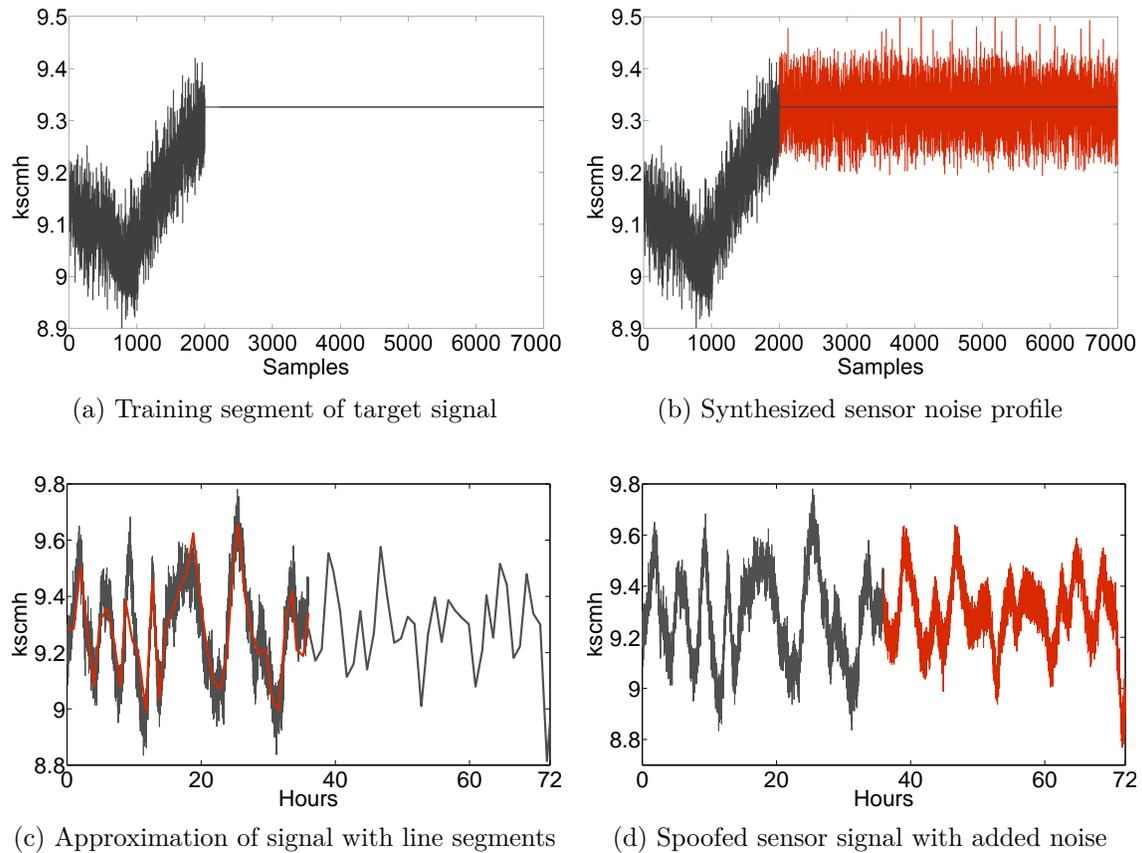 9.5
9.4
9.3
9.2
9.1
9
8.9
kscmh
0 1000 2000 3000 4000 5000 6000 7000
Samples
(a) Training segment of target signal
9.5
9.4
9.3
9.2
9.1
9
8.9
kscmh
0 1000 2000 3000 4000 5000 6000 7000
Samples
(b) Synthesized sensor noise profile
9.8
9.6
9.4
9.2
9
8.8
kscmh
0 20 40 60 72
Hours
(c) Approximation of signal with line segments
9.8
9.6
9.4
9.2
9
8.8
kscmh
0 20 40 60 72
Hours
(d) Spoofed sensor signal with added noise